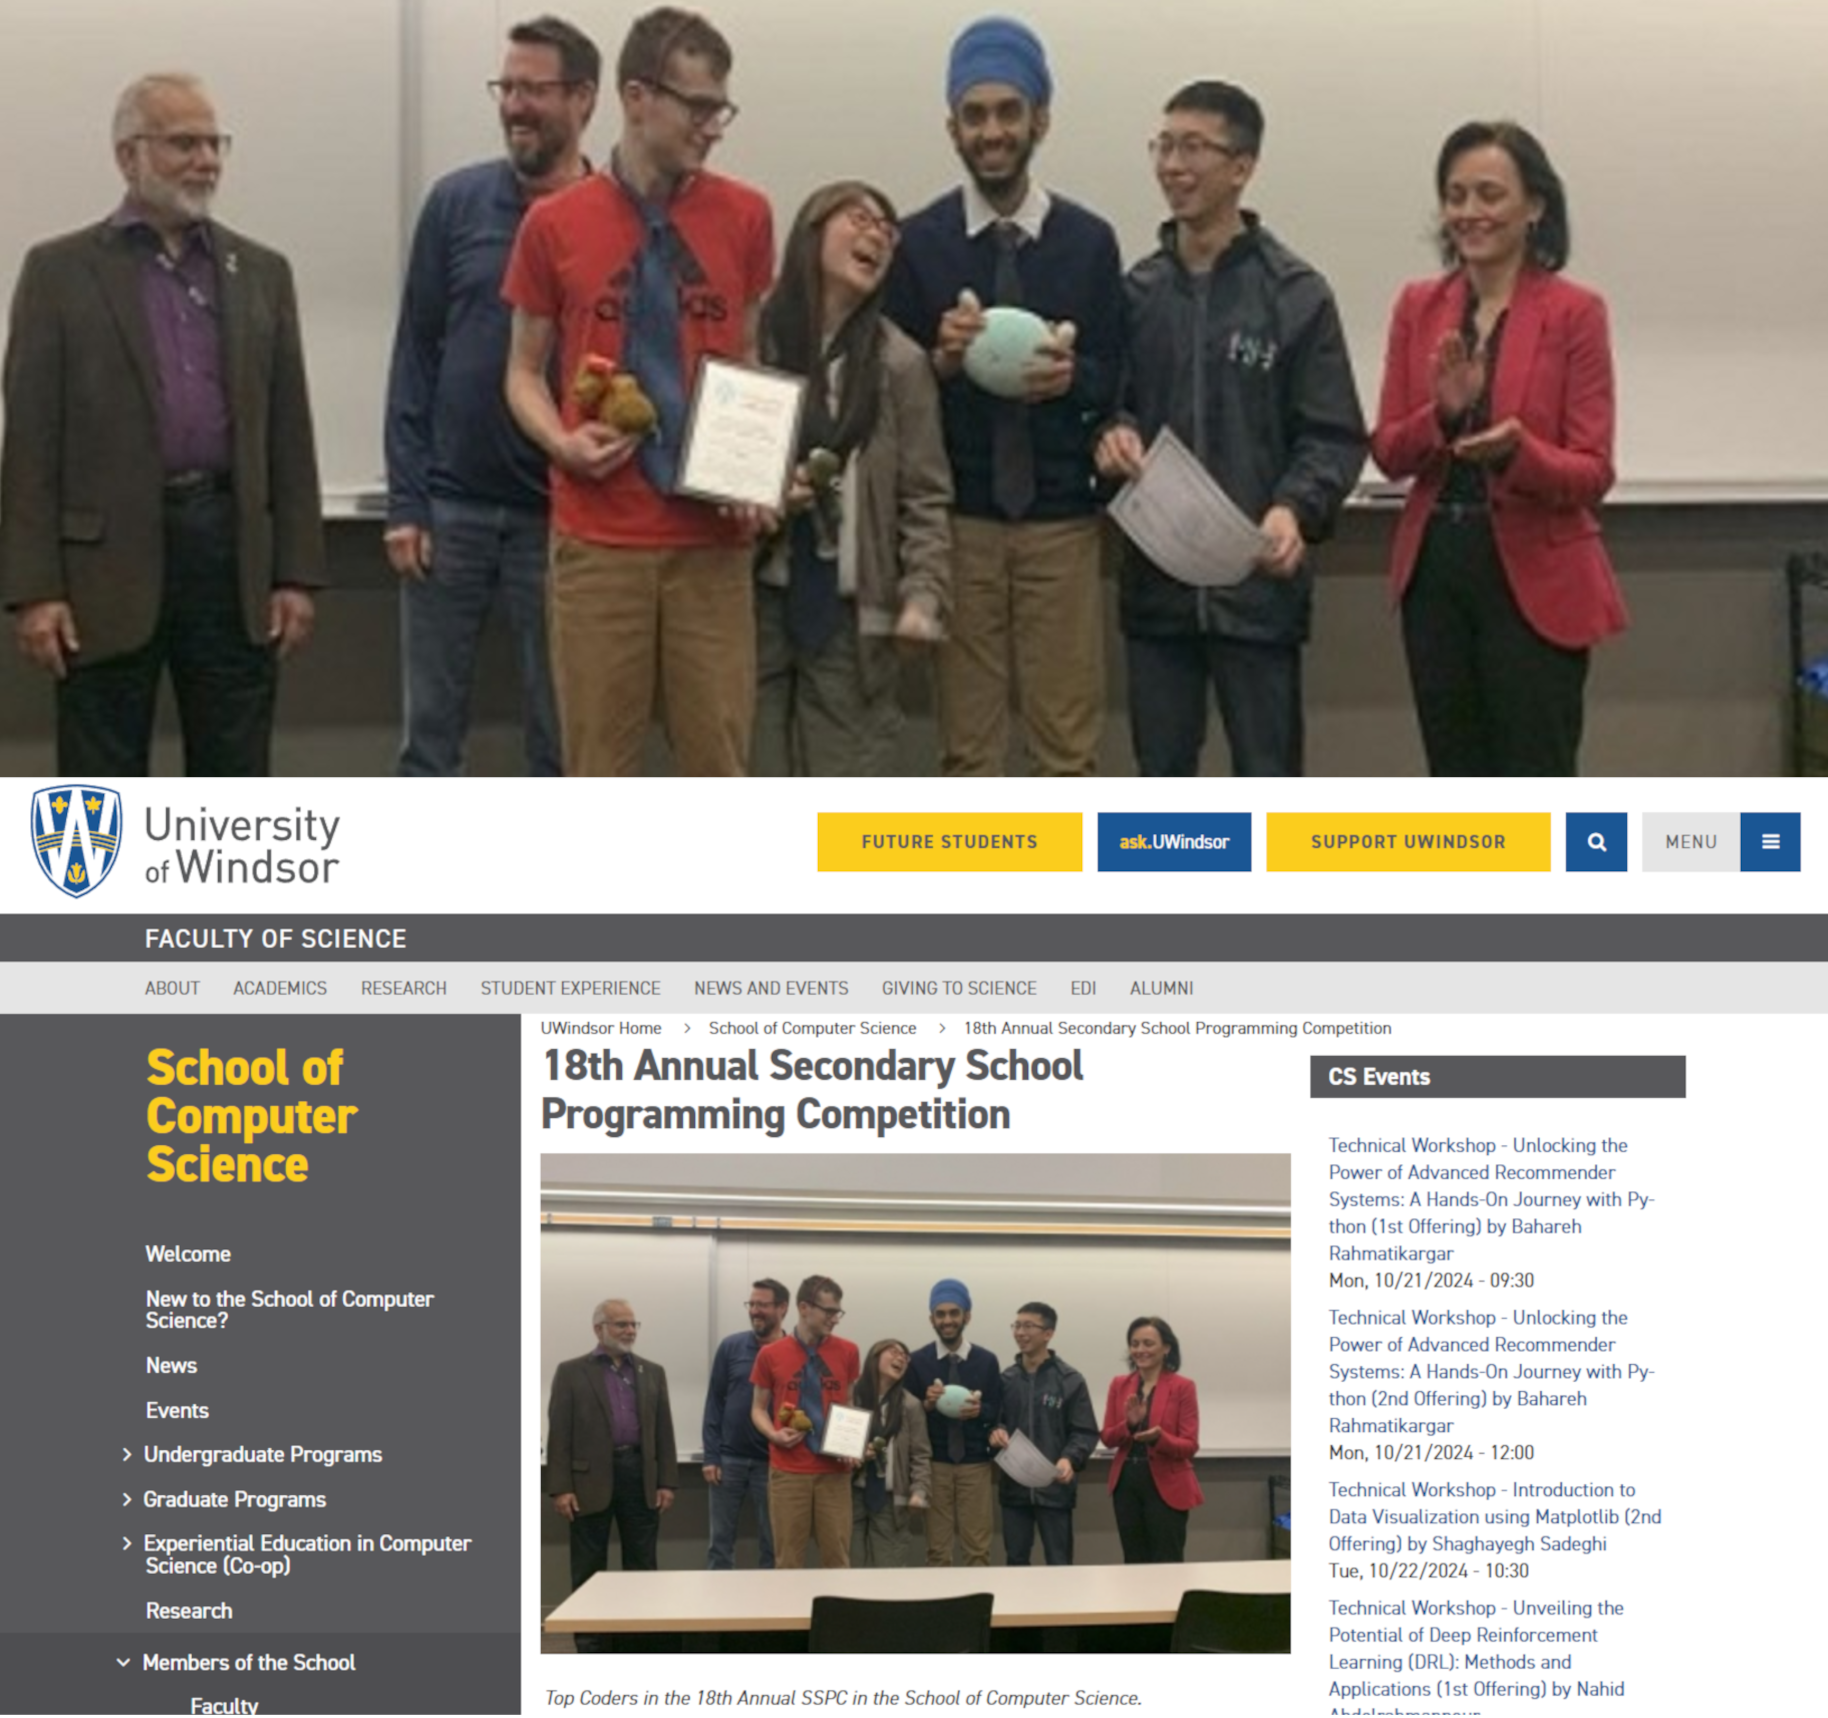 adidas
University
of Windsor
FUTURE STUDENTS
ask.UWindsor
SUPPORT UWINDSOR
MENU
FACULTY OF SCIENCE
ABOUT ACADEMICS RESEARCH STUDENT EXPERIENCE NEWS AND EVENTS GIVING TO SCIENCE EDI ALUMNI
School of
Computer
Science
Welcome
New to the School of Computer
Science?
News
Events
Undergraduate Programs
Graduate Programs
Experiential Education in Computer
Science (Co-op)
Research
Members of the School
Faculty
UWindsor Home > School of Computer Science > 18th Annual Secondary School Programming Competition
18th Annual Secondary School
Programming Competition
Top Coders in the 18th Annual SSPC in the School of Computer Science.
CS Events
Technical Workshop - Unlocking the
Power of Advanced Recommender
Systems: A Hands-On Journey with Py-
thon (1st Offering) by Bahareh
Rahmatikargar
Mon, 10/21/2024 - 09:30
Technical Workshop - Unlocking the
Power of Advanced Recommender
Systems: A Hands-On Journey with Py-
thon (2nd Offering) by Bahareh
Rahmatikargar
Mon, 10/21/2024 - 12:00
Technical Workshop - Introduction to
Data Visualization using Matplotlib (2nd
Offering) by Shaghayegh Sadeghi
Tue, 10/22/2024 - 10:30
Technical Workshop - Unveiling the
Potential of Deep Reinforcement
Learning (DRL): Methods and
Applications (1st Offering) by Nahid